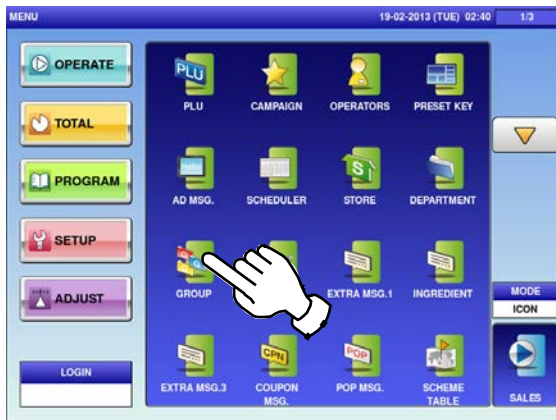 MENU
19-02-2013 (TUE) 02:40
1/3
OPERATE
TOTAL
PROGRAM
SETUP
ADJUST
LOGIN
PLU
PLU
CAMPAIGN
OPERATORS
PRESET KEY
AD MSG.
SCHEDULER
S
STORE
DEPARTMENT
GROUP
EXTRA MSG.1
INGREDIENT
EXTRA MSG.3
CPN
COUPON
MSG.
POP
POP MSG.
SCHEME
TABLE
MODE
ICON
SALES